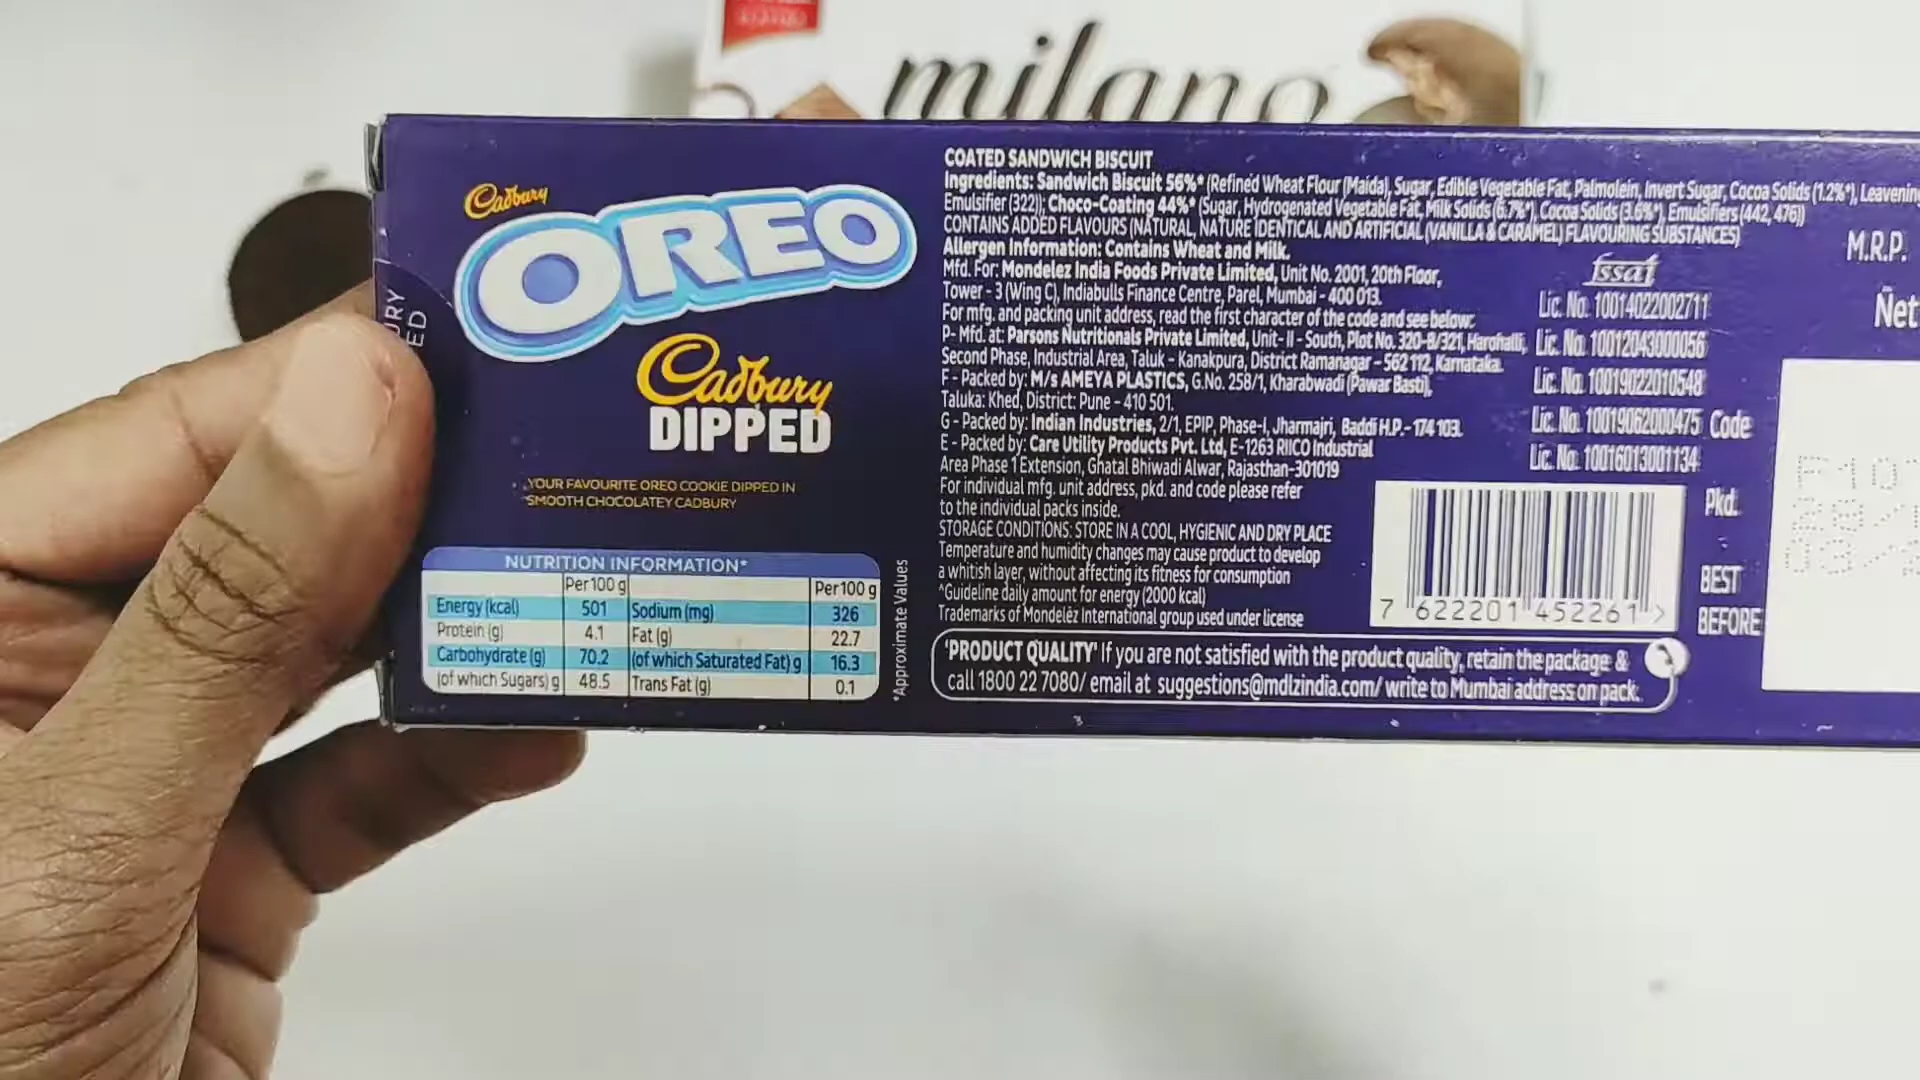 milano
Cadbury
OREO
Cadbury
DIPPED
YOUR FAVOURITE OREO COOKIE DIPPED IN
SMOOTH CHOCOLATEY CADBURY
URY
ED
NUTRITION INFORMATION*
Per 100 g Per 100 g
Energy (kcal) 501 Sodium (mg) 326
Protein (g) 4.1 Fat (g) 22.7
Carbohydrate (g) 70.2 (of which Saturated Fat) g 16.3
(of which Sugars) g 48.5 Trans Fat (g) 0.1
*Approximate Values
COATED SANDWICH BISCUIT
Ingredients: Sandwich Biscuit 56%* (Refined Wheat Flour (Maida), Sugar, Edible Vegetable Fat, Palmolein, Invert Sugar, Cocoa Solids (1.2%*), Leavening
Emulsifier (322)); Choco-Coating 44%* (Sugar, Hydrogenated Vegetable Fat, Milk Solids (6.7%*), Cocoa Solids (3.6%*), Emulsifiers (442, 476))
CONTAINS ADDED FLAVOURS (NATURAL, NATURE IDENTICAL AND ARTIFICIAL (VANILLA & CARAMEL) FLAVOURING SUBSTANCES)
Allergen Information: Contains Wheat and Milk.
Mfd. For: Mondelez India Foods Private Limited, Unit No. 2001, 20th Floor,
Tower - 3 (Wing C), Indiabulls Finance Centre, Parel, Mumbai - 400 013.
For mfg. and packing unit address, read the first character of the code and see below:
P- Mfd. at: Parsons Nutritionals Private Limited, Unit- II - South, Plot No. 320-B/321, Harohalli,
Second Phase, Industrial Area, Taluk - Kanakpura, District Ramanagar - 562 112, Karnataka.
F - Packed by: M/s AMEYA PLASTICS, G.No. 258/1, Kharabwadi (Pawar Basti),
Taluka: Khed, District: Pune - 410 501.
G - Packed by: Indian Industries, 2/1, EPIP, Phase-I, Jharmajri, Baddi H.P.- 174 103.
E - Packed by: Care Utility Products Pvt. Ltd, E-1263 RIICO Industrial
Area Phase 1 Extension, Ghatal Bhiwadi Alwar, Rajasthan-301019
For individual mfg. unit address, pkd. and code please refer
to the individual packs inside.
STORAGE CONDITIONS: STORE IN A COOL, HYGIENIC AND DRY PLACE
Temperature and humidity changes may cause product to develop
a whitish layer, without affecting its fitness for consumption
^Guideline daily amount for energy (2000 kcal)
Trademarks of Mondelēz International group used under license
'PRODUCT QUALITY' If you are not satisfied with the product quality, retain the package &
call 1800 22 7080/ email at suggestions@mdlzindia.com/ write to Mumbai address on pack.
fssai
Lic. No. 10014022002711
Lic. No. 10012043000056
Lic. No. 10019022010548
Lic. No. 10019062000475
Lic. No. 10016013001134
7 622201 452261 >
M.R.P.
Net
Code
Pkd.
BEST
BEFORE